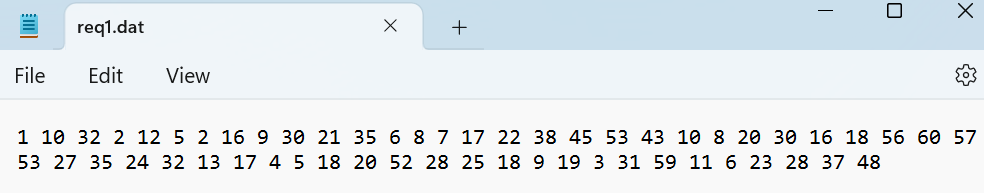 req1.dat
File Edit View
1 10 32 2 12 5 2 16 9 30 21 35 6 8 7 17 22 38 45 53 43 10 8 20 30 16 18 56 60 57
53 27 35 24 32 13 17 4 5 18 20 52 28 25 18 9 19 3 31 59 11 6 23 28 37 48